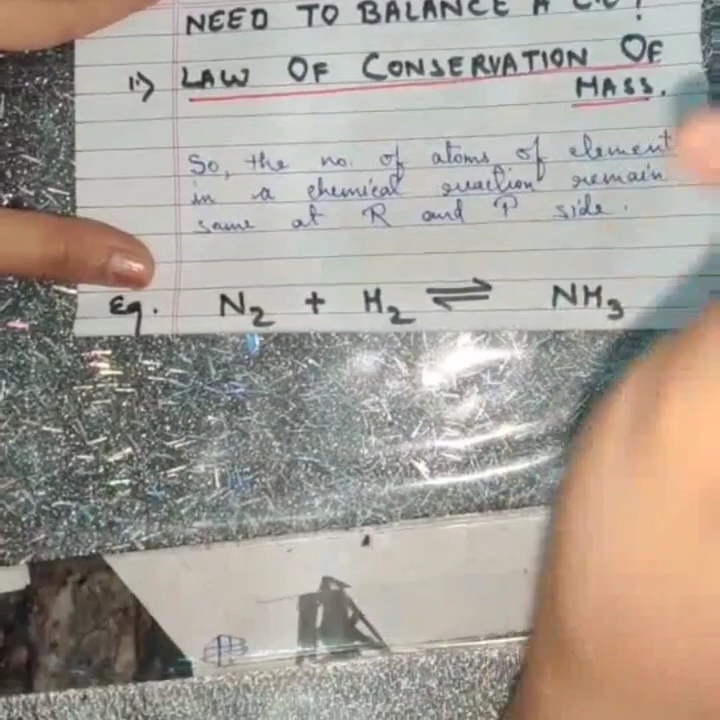 NEED TO BALANCE A C.E ?
1:) LAW OF CONSERVATION OF
MASS.
So, the no. of atoms of element
in a chemical reaction remain
same at R and P side.
Eg. N₂ + H₂ ⇌ NH₃